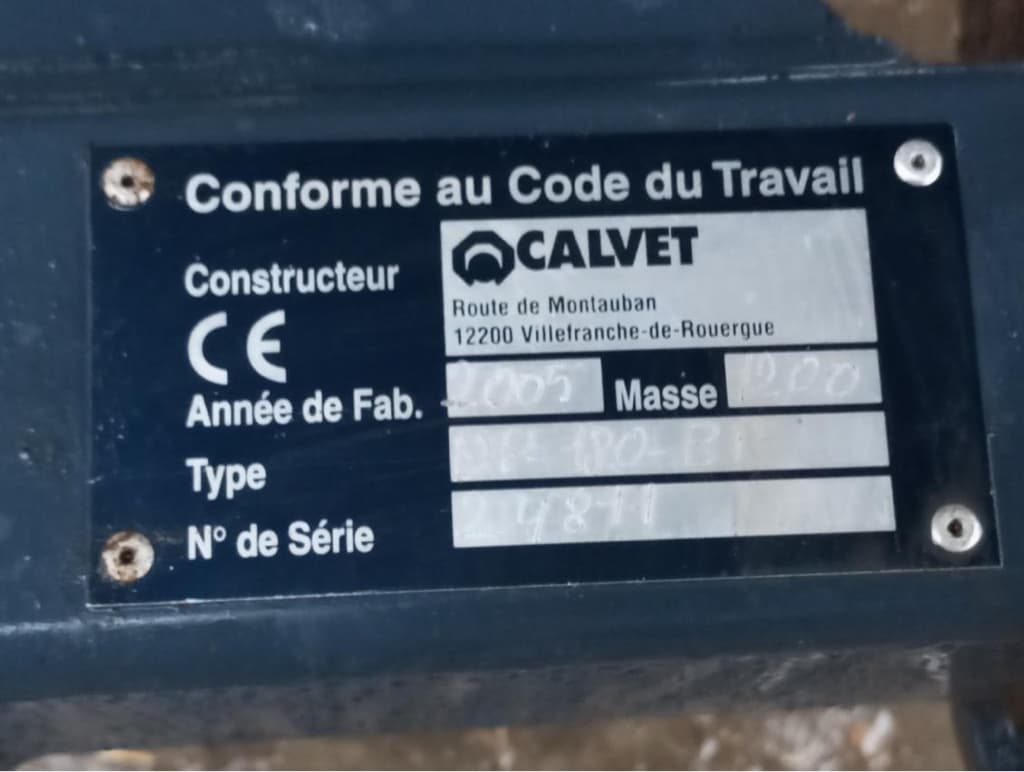 Conforme au Code du Travail
Constructeur CALVET
Route de Montauban
12200 Villefranche-de-Rouergue
CE
Année de Fab. 2005 Masse 1200
Type
N° de Série 4811